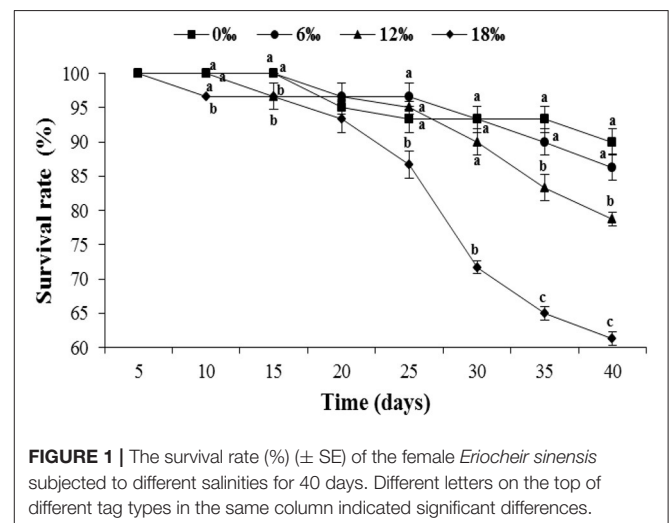 0‰ 6‰ 12‰ 18‰
a a a a a a
100 a a
95 a b a a a
90 b b b a b a
85 b
80 b
75
70 b
65 c
60 c
Survival rate (%)
5 10 15 20 25 30 35 40
Time (days)
FIGURE 1 | The survival rate (%) (± SE) of the female Eriocheir sinensis
subjected to different salinities for 40 days. Different letters on the top of
different tag types in the same column indicated significant differences.